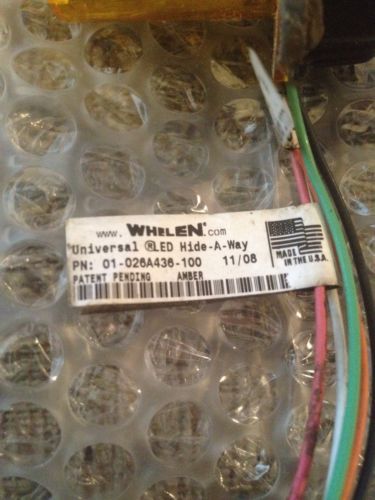 www. WHELEN® .com
Universal ®LED Hide-A-Way
PN: 01-026A436-100 11/08
PATENT PENDING AMBER
MADE
IN THE U.S.A.